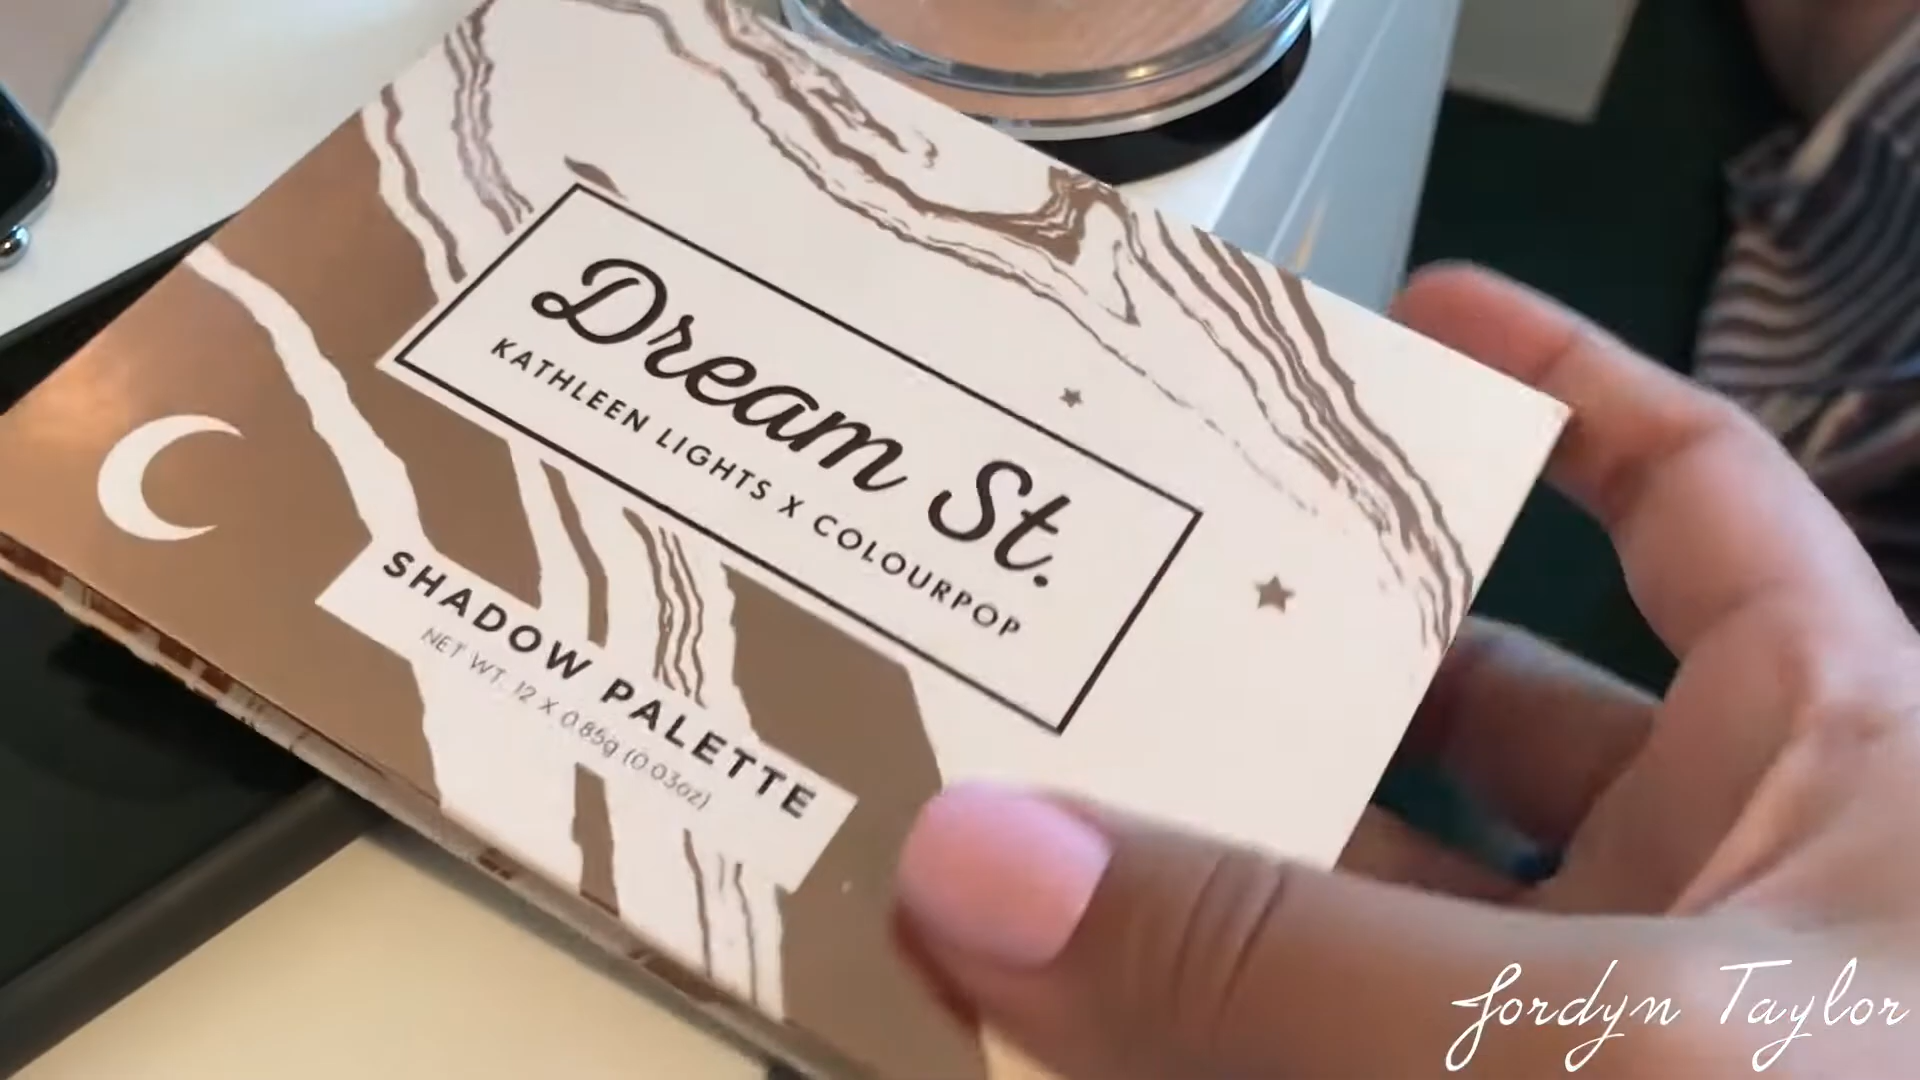 Dream St.
KATHLEEN LIGHTS X COLOURPOP
SHADOW PALETTE
NET WT. 12 X 0.85g (0.03oz)
Jordyn Taylor